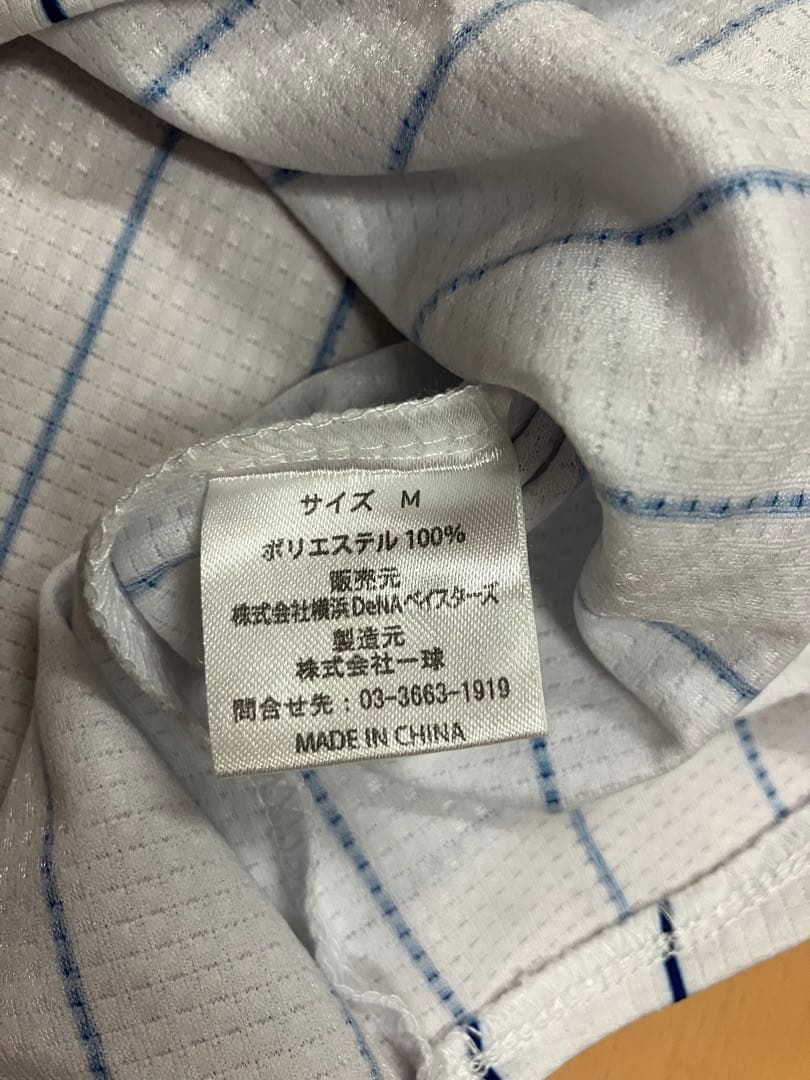 サイズ M
ポリエステル 100%
販売元
株式会社横浜DeNAベイスターズ
製造元
株式会社一球
問合せ先：03-3663-1919
MADE IN CHINA